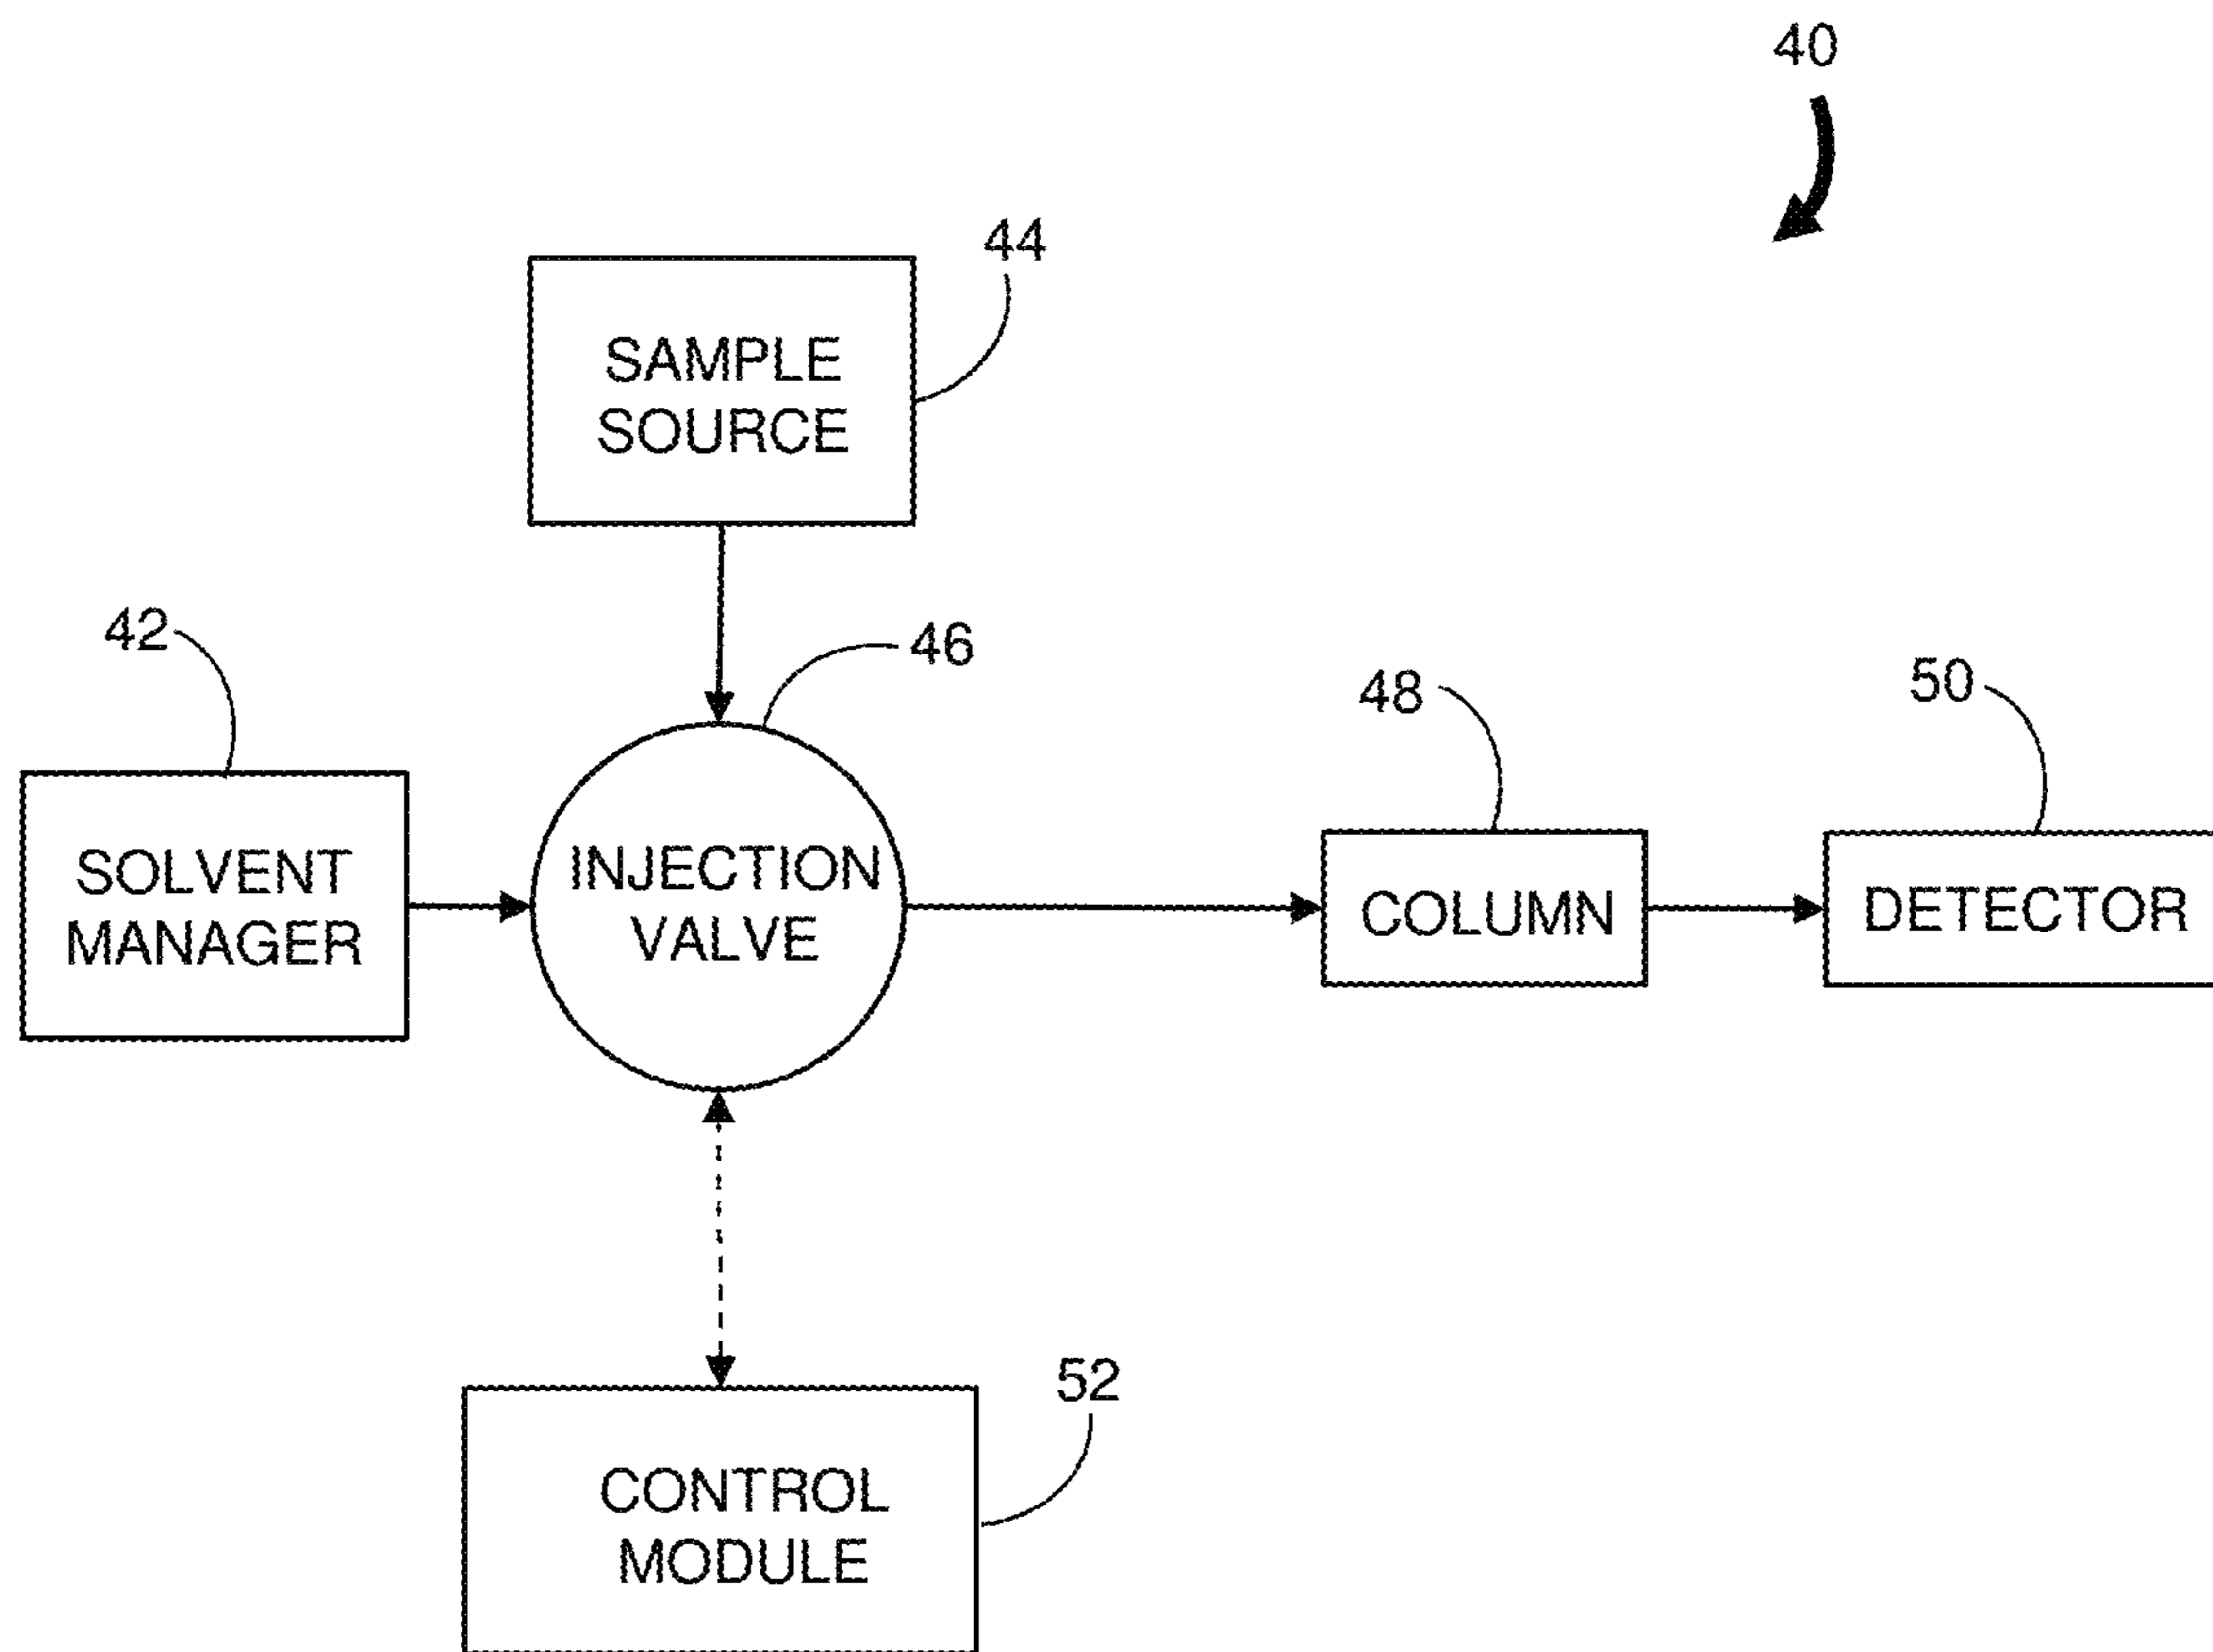 40
44
SAMPLE
SOURCE
42
46
48
50
SOLVENT
MANAGER
INJECTION
VALVE
COLUMN
DETECTOR
52
CONTROL
MODULE